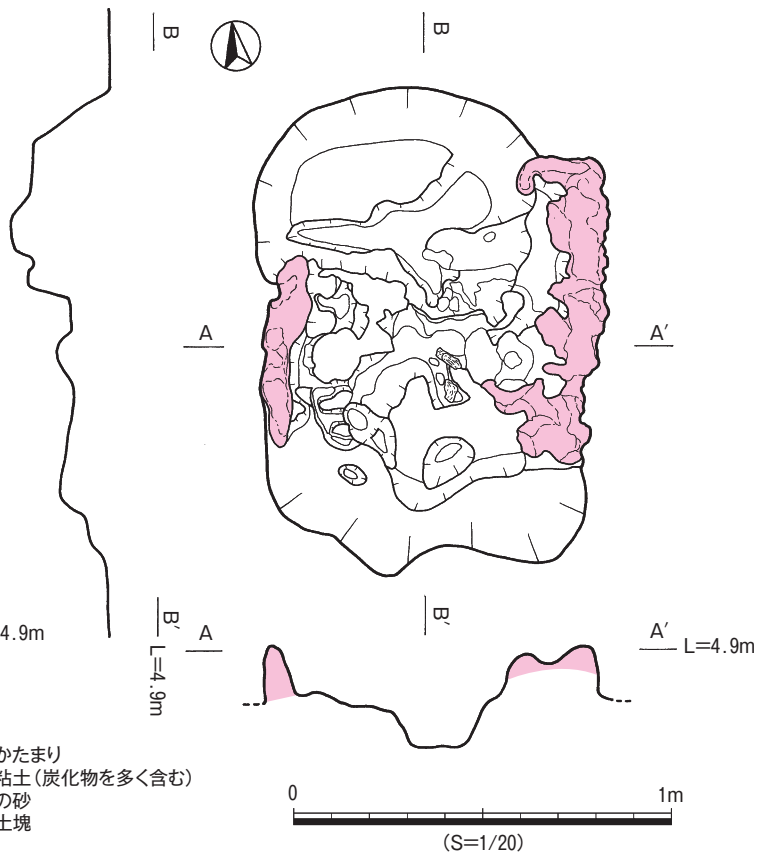 B
B
A
A′
B′
B′
L=4.9m
4.9m
A
A′
L=4.9m
かたまり
粘土（炭化物を多く含む）
の砂
土塊
0
1m
(S=1/20)